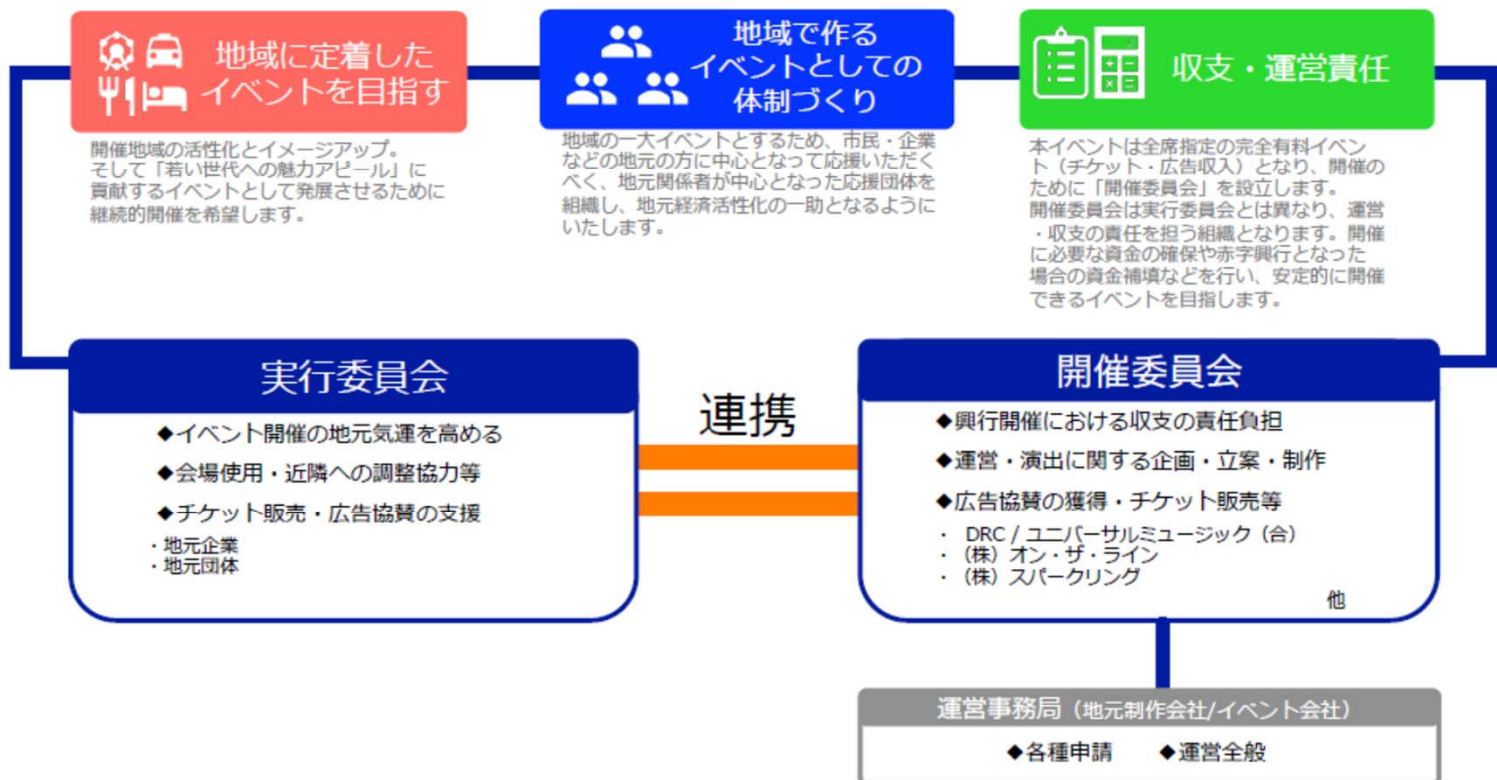 地域に定着した
イベントを目指す
開催地域の活性化とイメージアップ。
そして「若い世代への魅力アピール」に
貢献するイベントとして発展させるために
継続的開催を希望します。
地域で作る
イベントとしての
体制づくり
地域の一大イベントとするため、市民・企業
などの地元の方に中心となって応援いただく
べく、地元関係者が中心となった応援団体を
組織し、地元経済活性化の一助となるように
いたします。
収支・運営責任
本イベントは全席指定の完全有料イベン
ト（チケット・広告収入）となり、開催の
ために「開催委員会」を設立します。
開催委員会は実行委員会とは異なり、運営
・収支の責任を担う組織となります。開催
に必要な資金の確保や赤字興行となった
場合の資金補填などを行い、安定的に開催
できるイベントを目指します。
実行委員会
◆イベント開催の地元気運を高める
◆会場使用・近隣への調整協力等
◆チケット販売・広告協賛の支援
・地元企業
・地元団体
連携
開催委員会
◆興行開催における収支の責任負担
◆運営・演出に関する企画・立案・制作
◆広告協賛の獲得・チケット販売等
・ DRC / ユニバーサルミュージック（合）
・（株）オン・ザ・ライン
・（株）スパークリング
他
運営事務局（地元制作会社/イベント会社）
◆各種申請 ◆運営全般